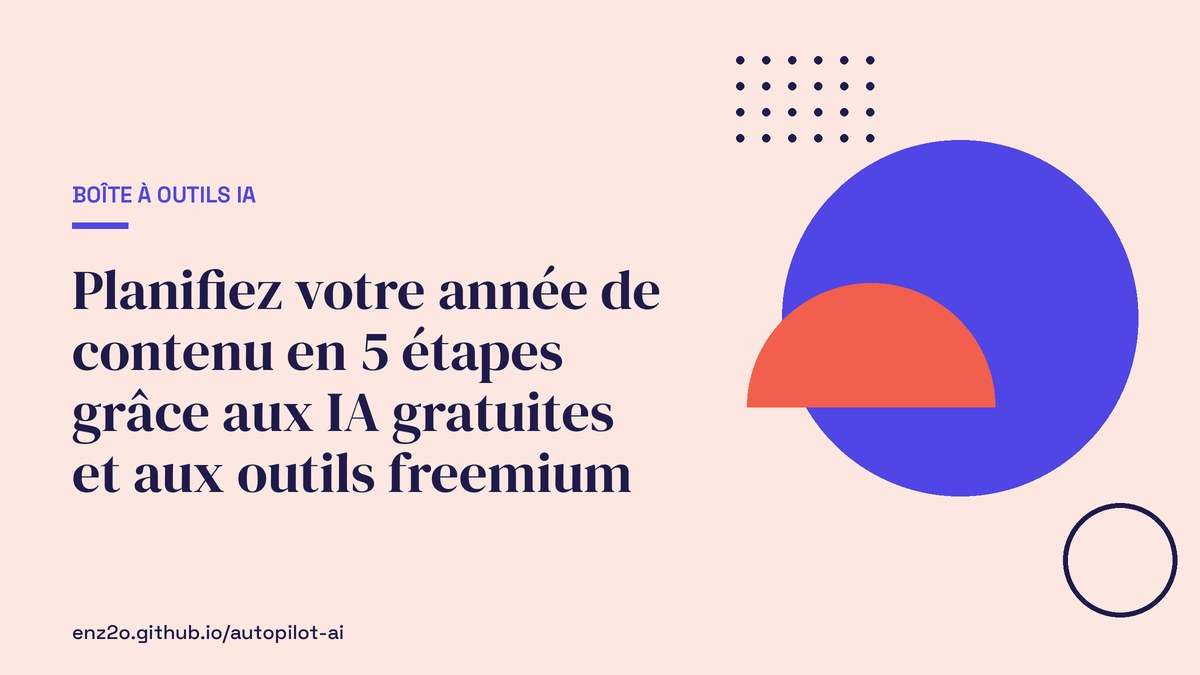 BOÎTE À OUTILS IA
Planifiez votre année de
contenu en 5 étapes
grâce aux IA gratuites
et aux outils freemium
enz2o.github.io/autopilot-ai